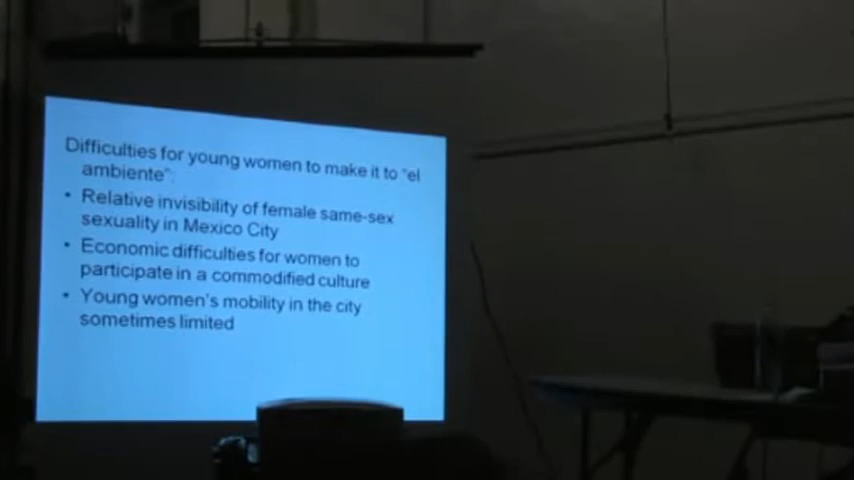 Difficulties for young women to make it to "el
ambiente":
• Relative invisibility of female same-sex
sexuality in Mexico City
• Economic difficulties for women to
participate in a commodified culture
• Young women's mobility in the city
sometimes limited